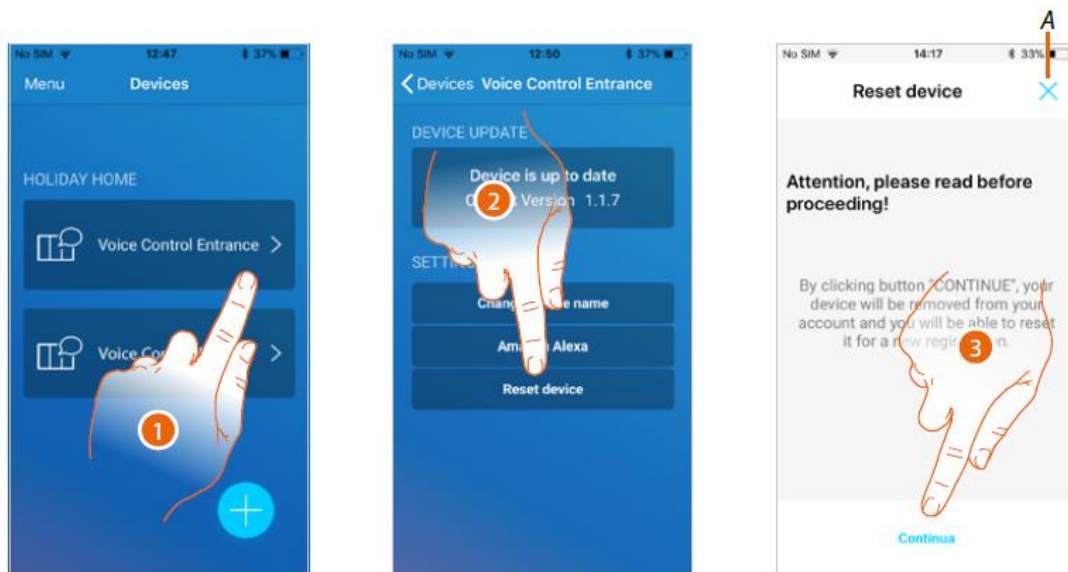 A
No SIM 12:47 37%
Menu Devices
HOLIDAY HOME
Voice Control Entrance
Voice
1
No SIM 12:50 37%
Devices Voice Control Entrance
DEVICE UPDATE
Device is up to date
2 Version 1.1.7
name
Alexa
Reset device
No SIM 14:17 33%
Reset device
Attention, please read before
proceeding!
By clicking button "CONTINUE", your
device will be removed from your
account and you will be able to reset
it for a new
3
Continua